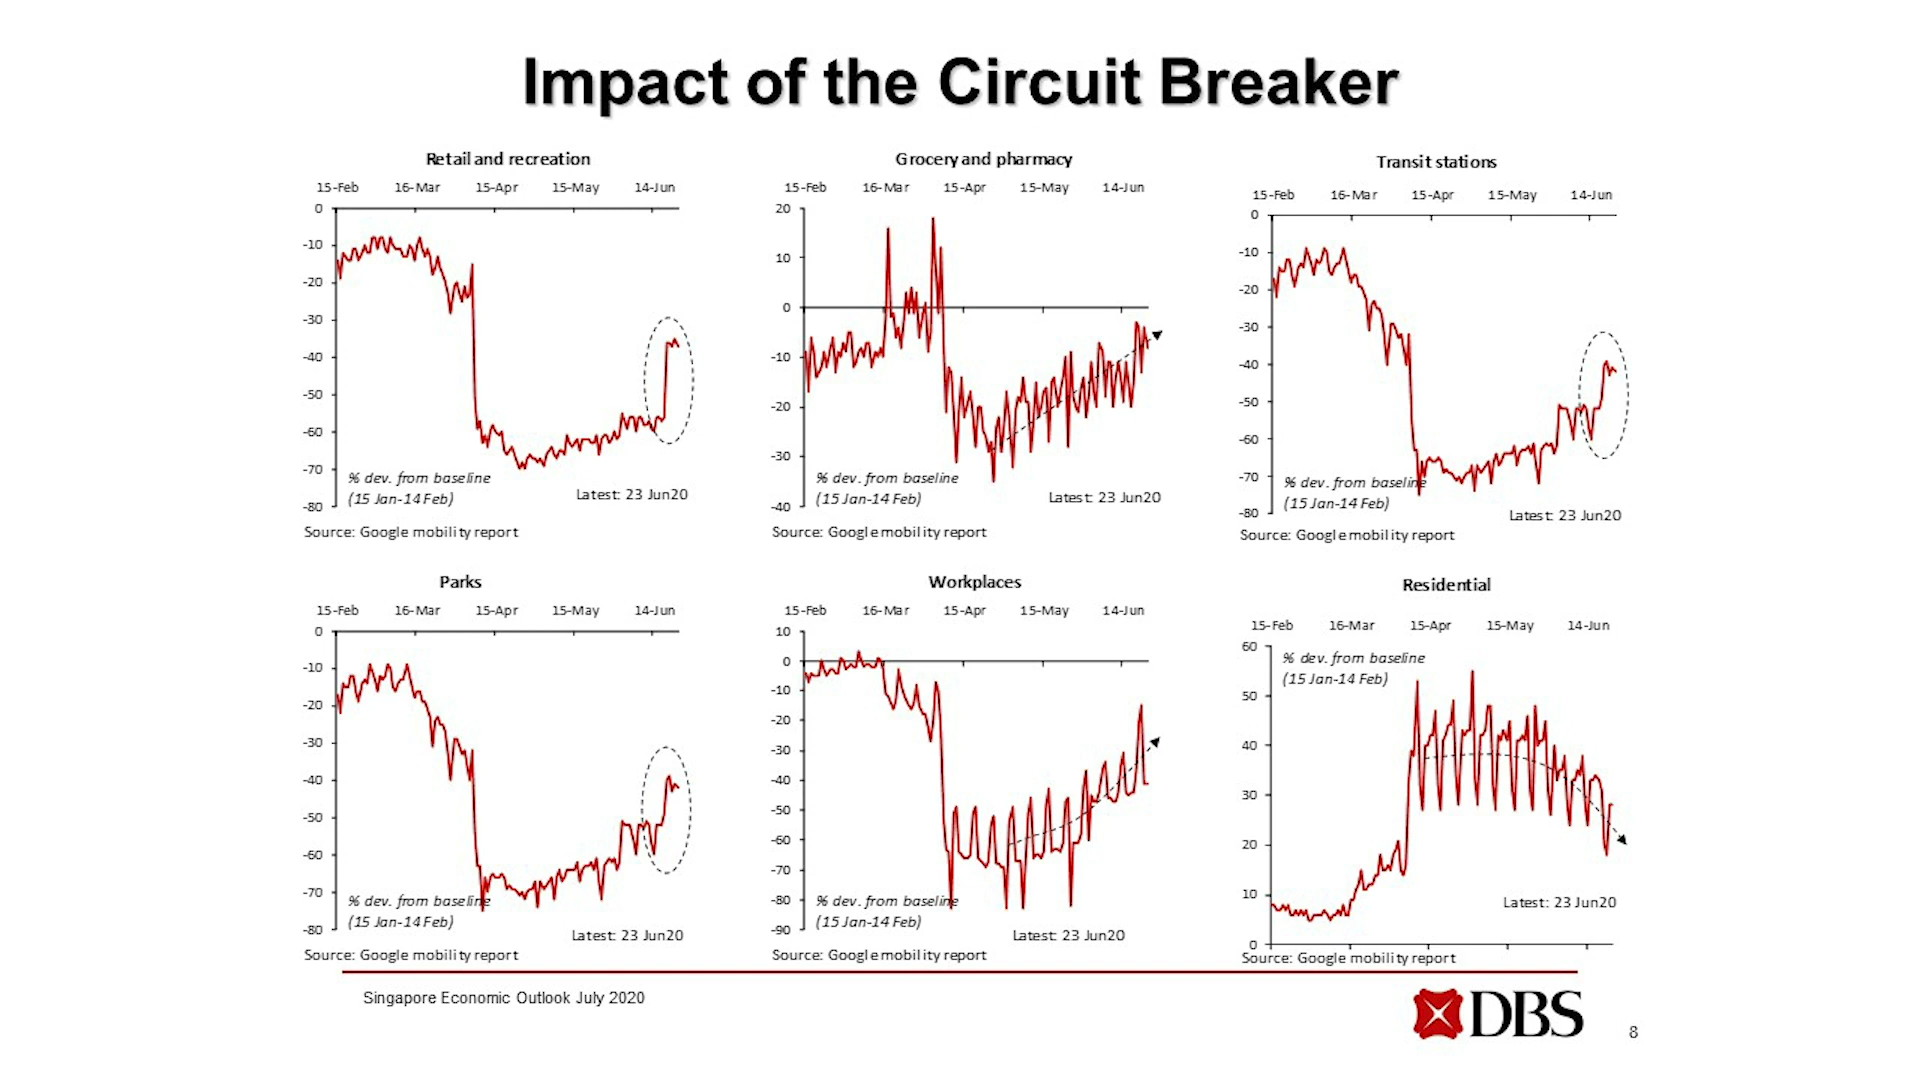 Impact of the Circuit Breaker
Retail and recreation
15-Feb 16-Mar 15-Apr 15-May 14-Jun
0
-10
-20
-30
-40
-50
-60
-70
-80
% dev. from baseline
(15 Jan-14 Feb)
Latest: 23 Jun20
Source: Google mobility report
Grocery and pharmacy
15-Feb 16-Mar 15-Apr 15-May 14-Jun
20
10
0
-10
-20
-30
-40
% dev. from baseline
(15 Jan-14 Feb)
Latest: 23 Jun20
Source: Google mobility report
Transit stations
15-Feb 16-Mar 15-Apr 15-May 14-Jun
0
-10
-20
-30
-40
-50
-60
-70
-80
% dev. from baseline
(15 Jan-14 Feb)
Latest: 23 Jun20
Source: Google mobility report
Parks
15-Feb 16-Mar 15-Apr 15-May 14-Jun
0
-10
-20
-30
-40
-50
-60
-70
-80
% dev. from baseline
(15 Jan-14 Feb)
Latest: 23 Jun20
Source: Google mobility report
Workplaces
15-Feb 16-Mar 15-Apr 15-May 14-Jun
10
0
-10
-20
-30
-40
-50
-60
-70
-80
-90
% dev. from baseline
(15 Jan-14 Feb)
Latest: 23 Jun20
Source: Google mobility report
Residential
15-Feb 16-Mar 15-Apr 15-May 14-Jun
60
50
40
30
20
10
0
% dev. from baseline
(15 Jan-14 Feb)
Latest: 23 Jun20
Source: Google mobility report
Singapore Economic Outlook July 2020
DBS
8